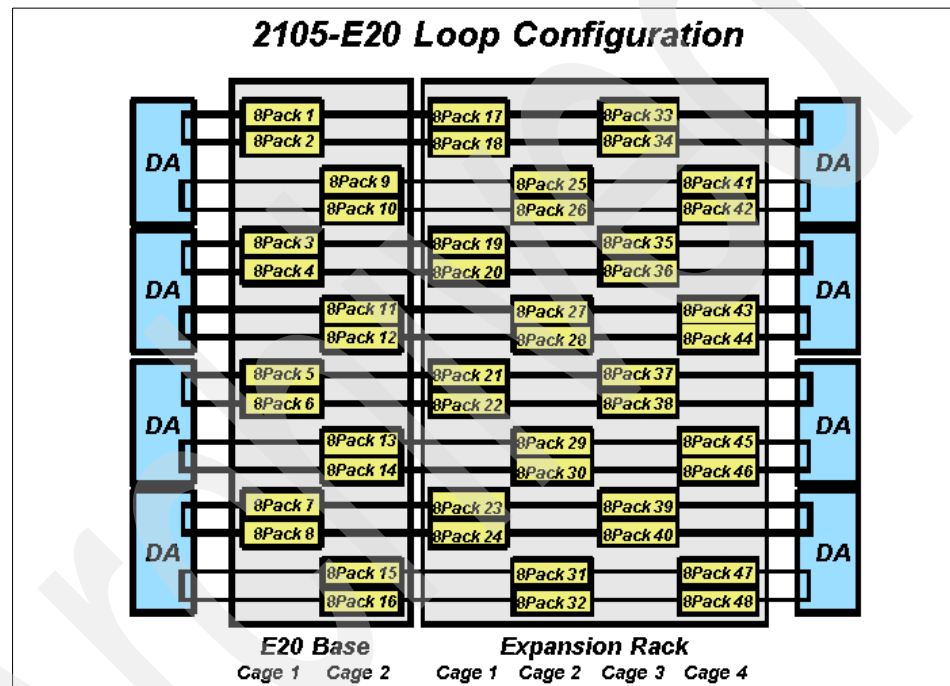 2105-E20 Loop Configuration
DA DA
8Pack 1 8Pack 17 8Pack 33
8Pack 2 8Pack 18 8Pack 34
8Pack 9 8Pack 25 8Pack 41
8Pack 10 8Pack 26 8Pack 42
DA DA
8Pack 3 8Pack 19 8Pack 35
8Pack 4 8Pack 20 8Pack 36
8Pack 11 8Pack 27 8Pack 43
8Pack 12 8Pack 28 8Pack 44
DA DA
8Pack 5 8Pack 21 8Pack 37
8Pack 6 8Pack 22 8Pack 38
8Pack 13 8Pack 29 8Pack 45
8Pack 14 8Pack 30 8Pack 46
DA DA
8Pack 7 8Pack 23 8Pack 39
8Pack 8 8Pack 24 8Pack 40
8Pack 15 8Pack 31 8Pack 47
8Pack 16 8Pack 32 8Pack 48
E20 Base Expansion Rack
Cage 1 Cage 2 Cage 1 Cage 2 Cage 3 Cage 4